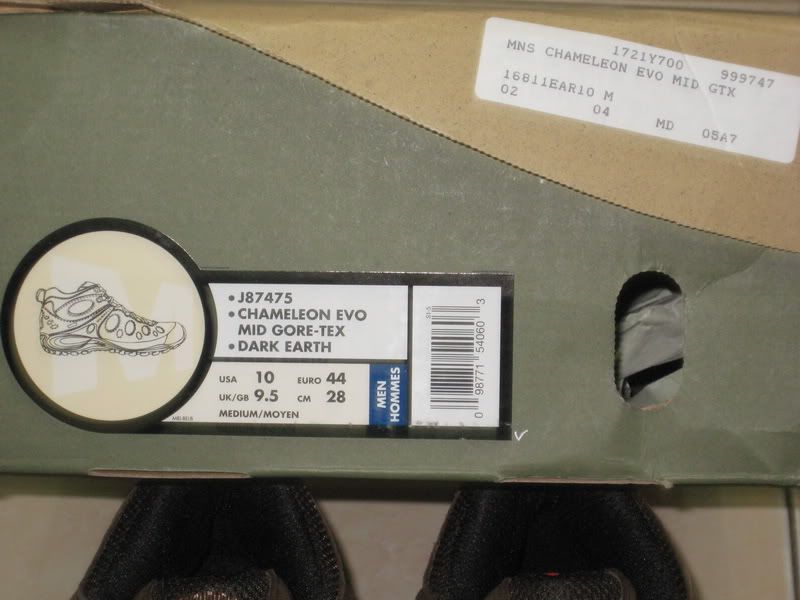 1721Y700 999747
MNS CHAMELEON EVO MID GTX
16811EAR10 M
02 04 MD 05A7
• J87475
• CHAMELEON EVO
MID GORE-TEX
• DARK EARTH
USA 10 EURO 44
UK/GB 9.5 CM 28
MEDIUM/MOYEN
MEN
HOMMES
0 98771 54060 3